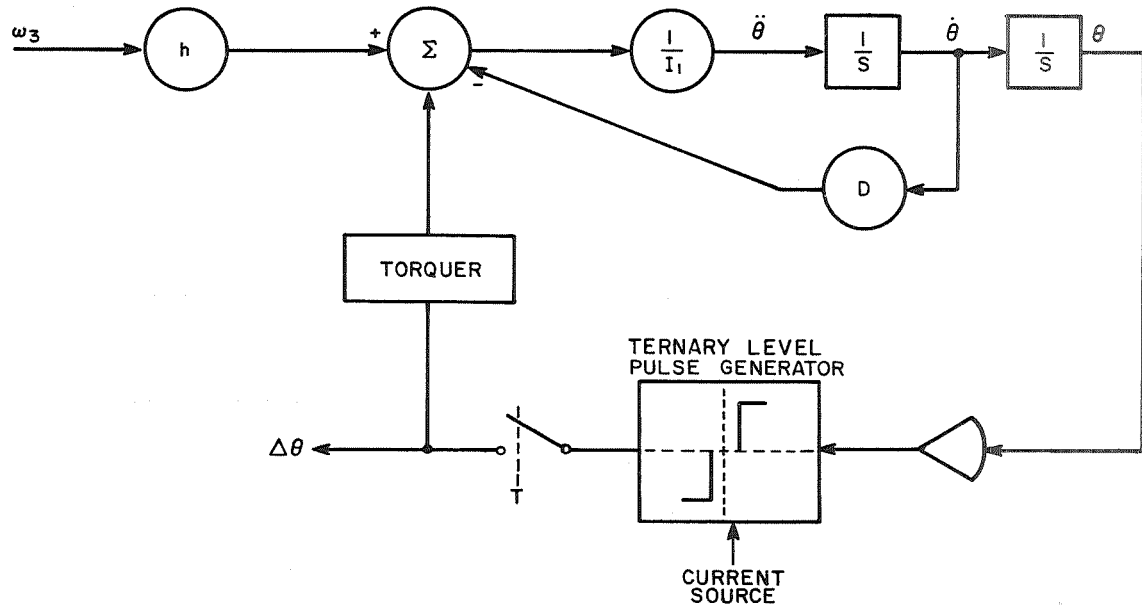 ω₃
h
+
Σ
-
1
I₁
θ̈
1
S
θ̇
1
S
θ
D
TORQUER
TERNARY LEVEL
PULSE GENERATOR
Δθ
T
CURRENT
SOURCE